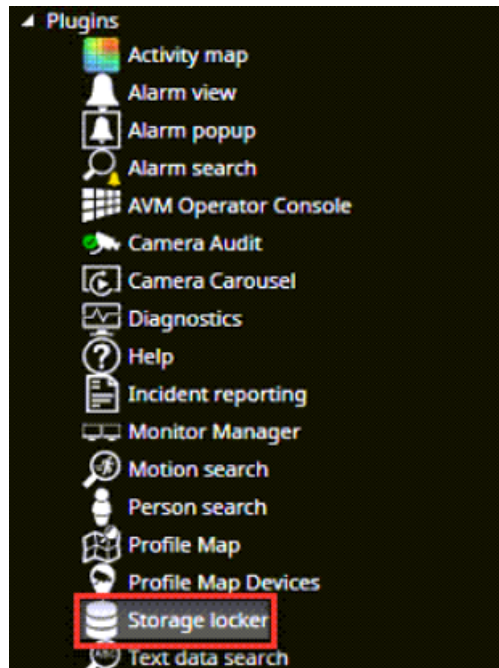 Plugins
Activity map
Alarm view
Alarm popup
Alarm search
AVM Operator Console
Camera Audit
Camera Carousel
Diagnostics
Help
Incident reporting
Monitor Manager
Motion search
Person search
Profile Map
Profile Map Devices
Storage locker
Text data search